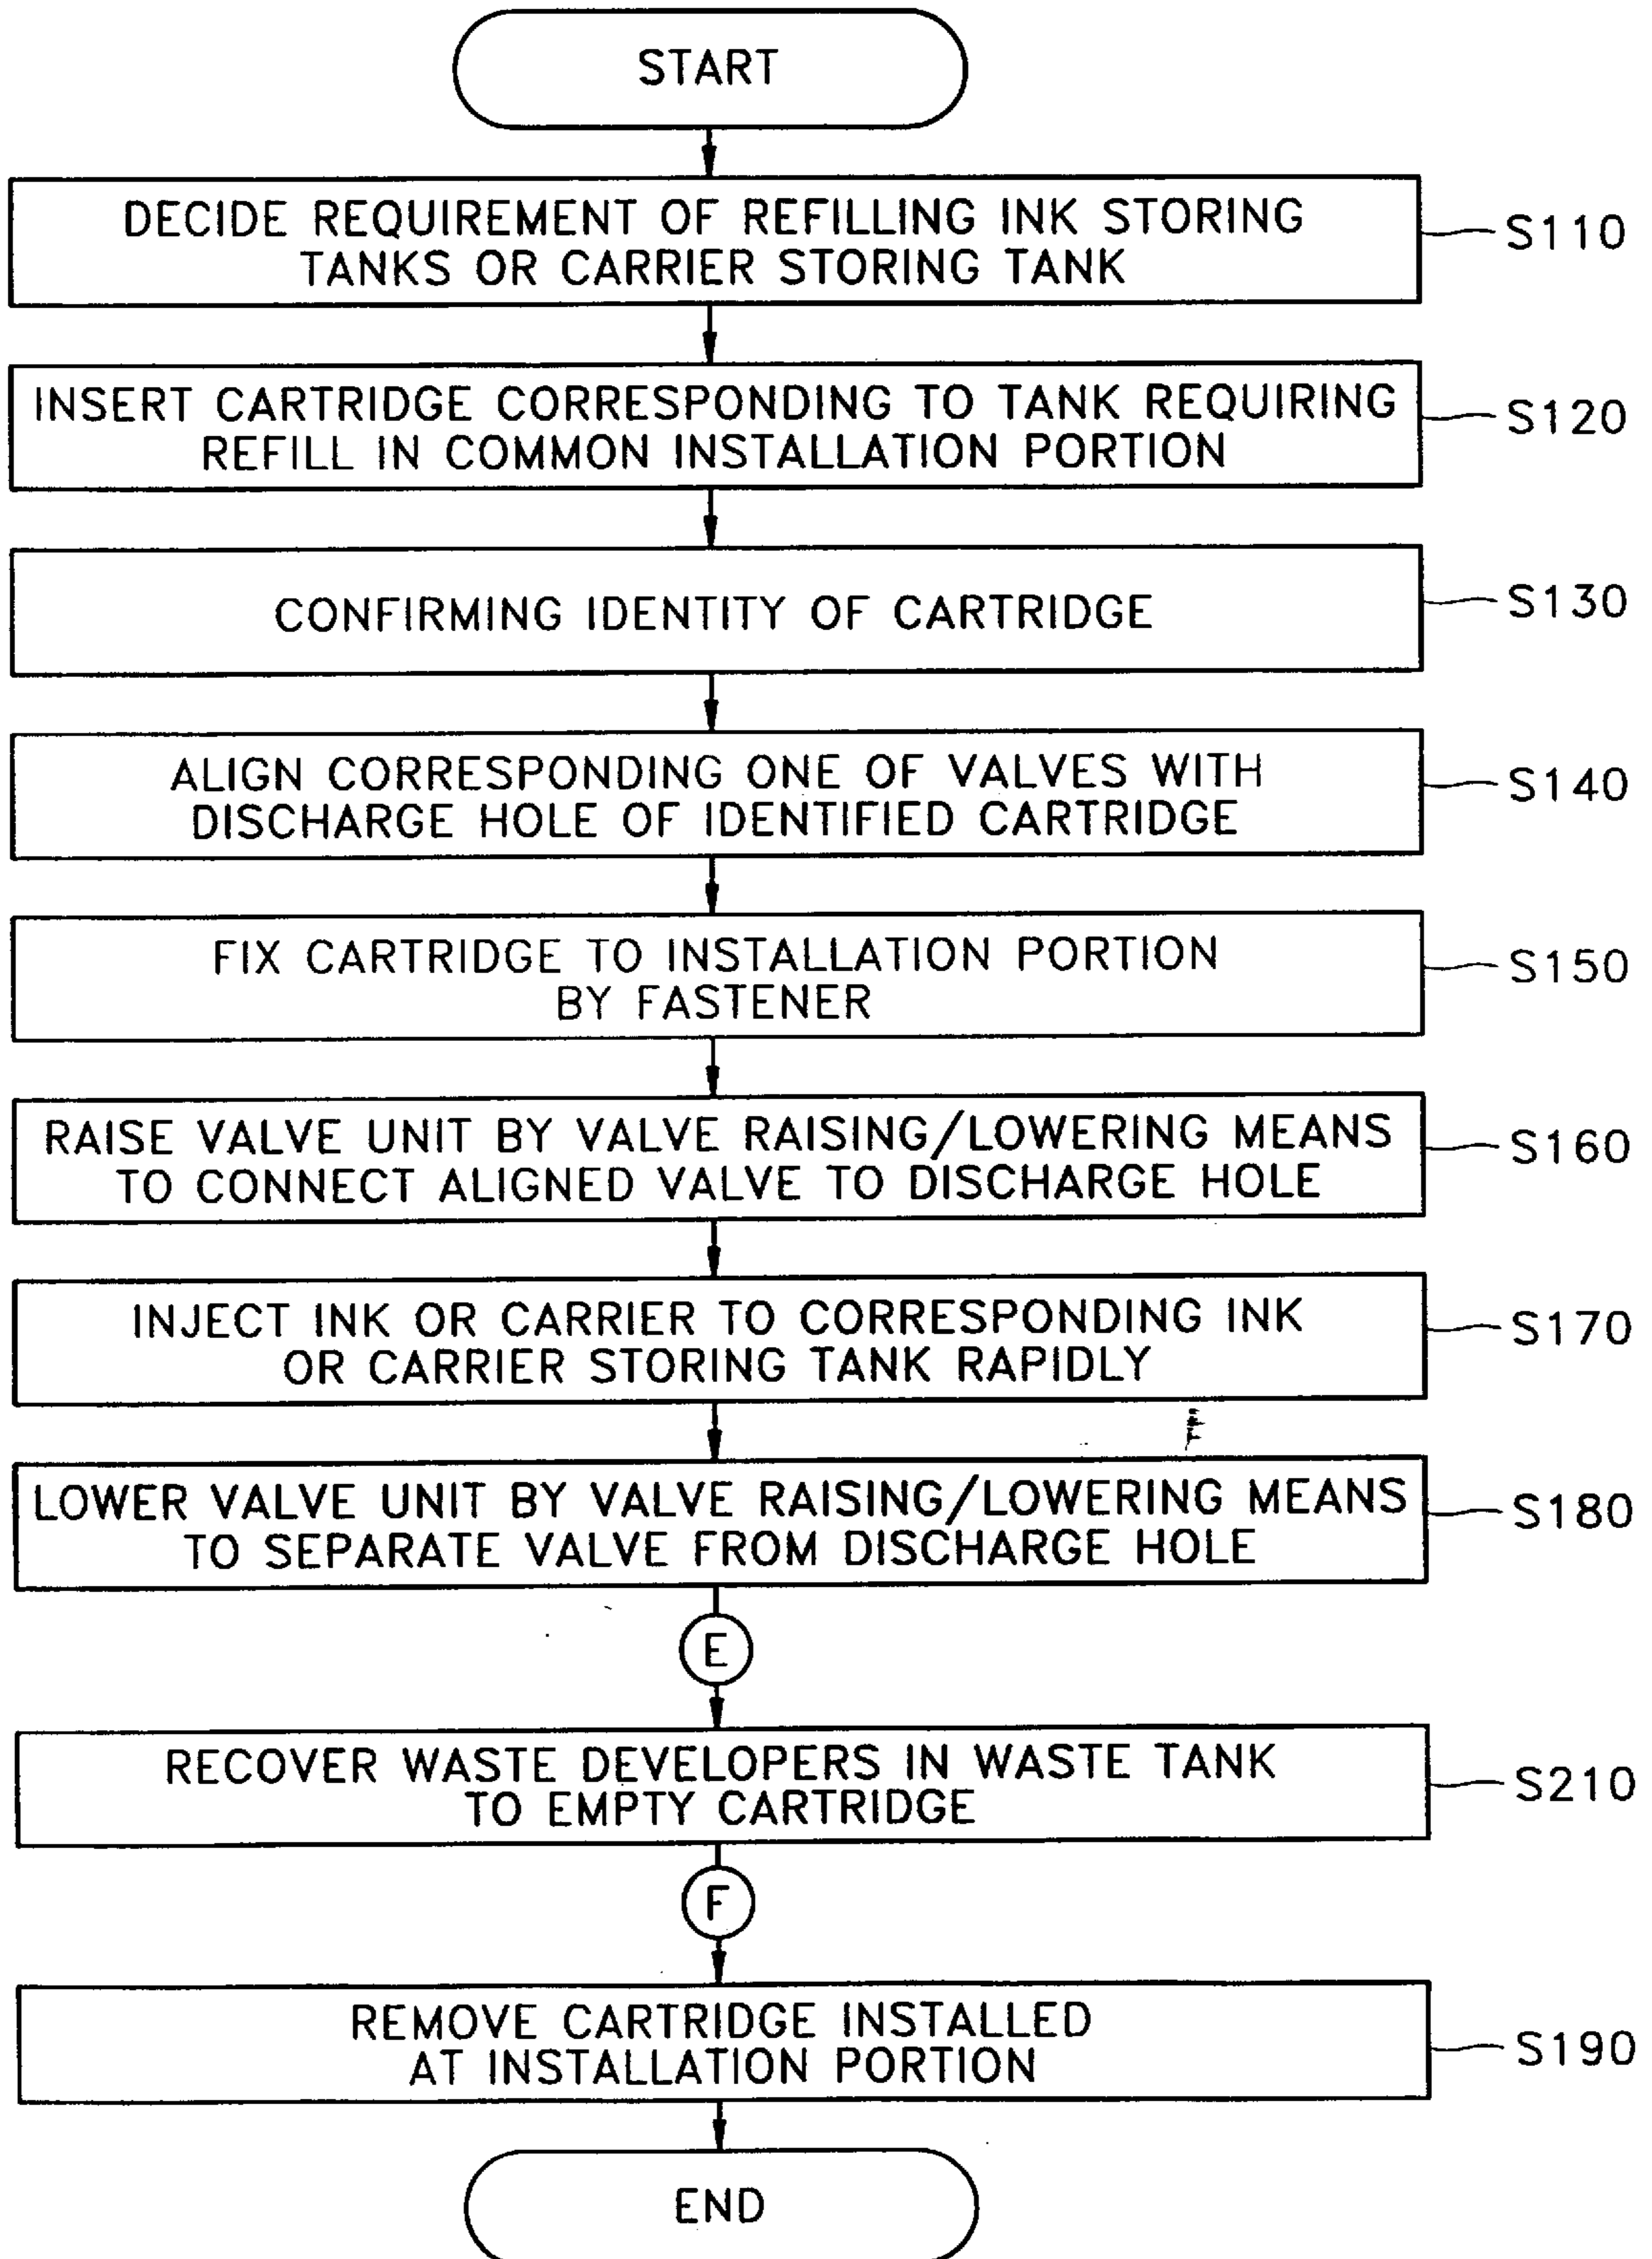 START
DECIDE REQUIREMENT OF REFILLING INK STORING
TANKS OR CARRIER STORING TANK
S110
INSERT CARTRIDGE CORRESPONDING TO TANK REQUIRING
REFILL IN COMMON INSTALLATION PORTION
S120
CONFIRMING IDENTITY OF CARTRIDGE
S130
ALIGN CORRESPONDING ONE OF VALVES WITH
DISCHARGE HOLE OF IDENTIFIED CARTRIDGE
S140
FIX CARTRIDGE TO INSTALLATION PORTION
BY FASTENER
S150
RAISE VALVE UNIT BY VALVE RAISING/LOWERING MEANS
TO CONNECT ALIGNED VALVE TO DISCHARGE HOLE
S160
INJECT INK OR CARRIER TO CORRESPONDING INK
OR CARRIER STORING TANK RAPIDLY
S170
LOWER VALVE UNIT BY VALVE RAISING/LOWERING MEANS
TO SEPARATE VALVE FROM DISCHARGE HOLE
S180
E
RECOVER WASTE DEVELOPERS IN WASTE TANK
TO EMPTY CARTRIDGE
S210
F
REMOVE CARTRIDGE INSTALLED
AT INSTALLATION PORTION
S190
END